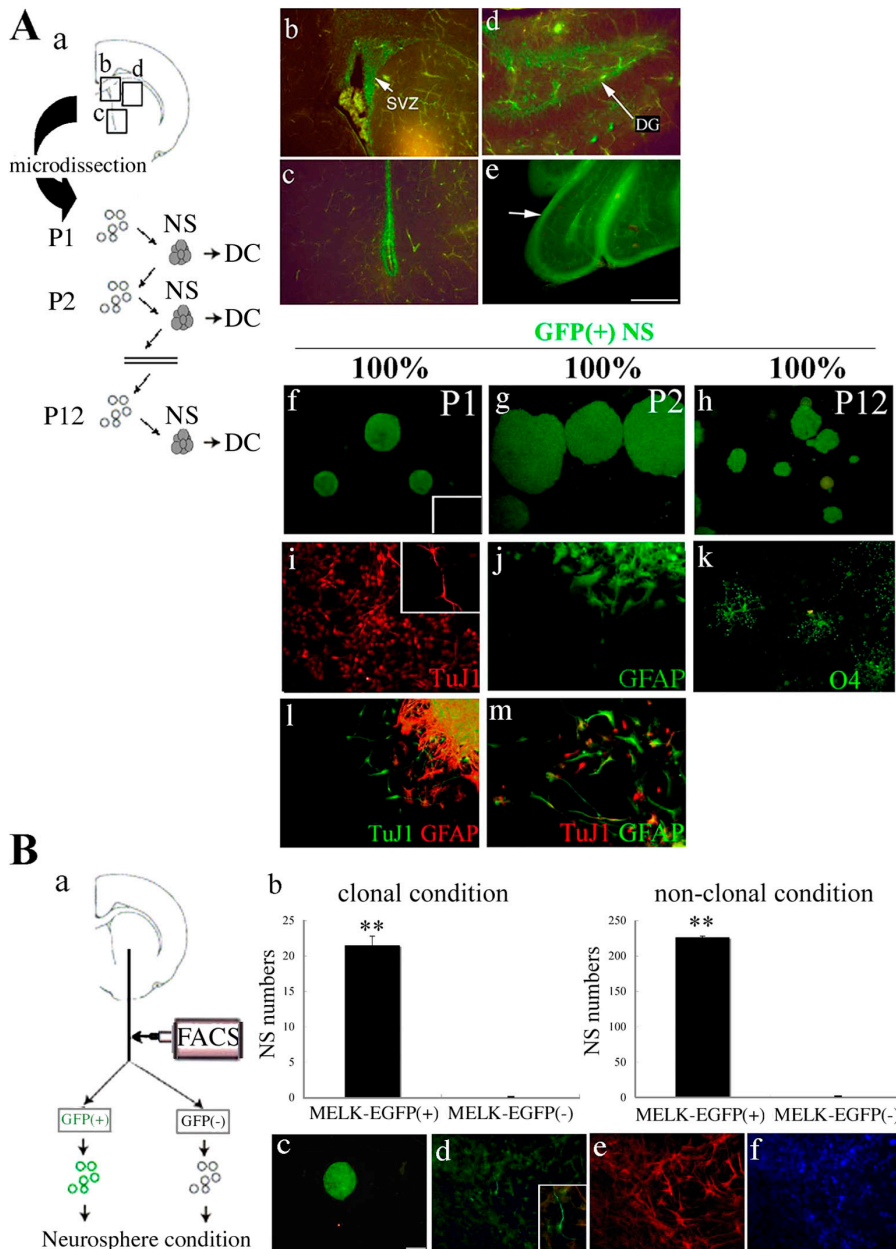 A
a
b
d
c
microdissection
P1
NS
DC
P2
NS
DC
P12
NS
DC
b
SVZ
d
DG
c
e
GFP(+) NS
100% 100% 100%
f
P1
g
P2
h
P12
i
TuJ1
j
GFAP
k
O4
l
TuJ1 GFAP
m
TuJ1 GFAP
B
a
FACS
GFP(+)
GFP(-)
Neurosphere condition
b
clonal condition
NS numbers
25
20
15
10
5
0
**
MELK-EGFP(+) MELK-EGFP(-)
non-clonal condition
NS numbers
250
200
150
100
50
0
**
MELK-EGFP(+) MELK-EGFP(-)
c
d
e
f